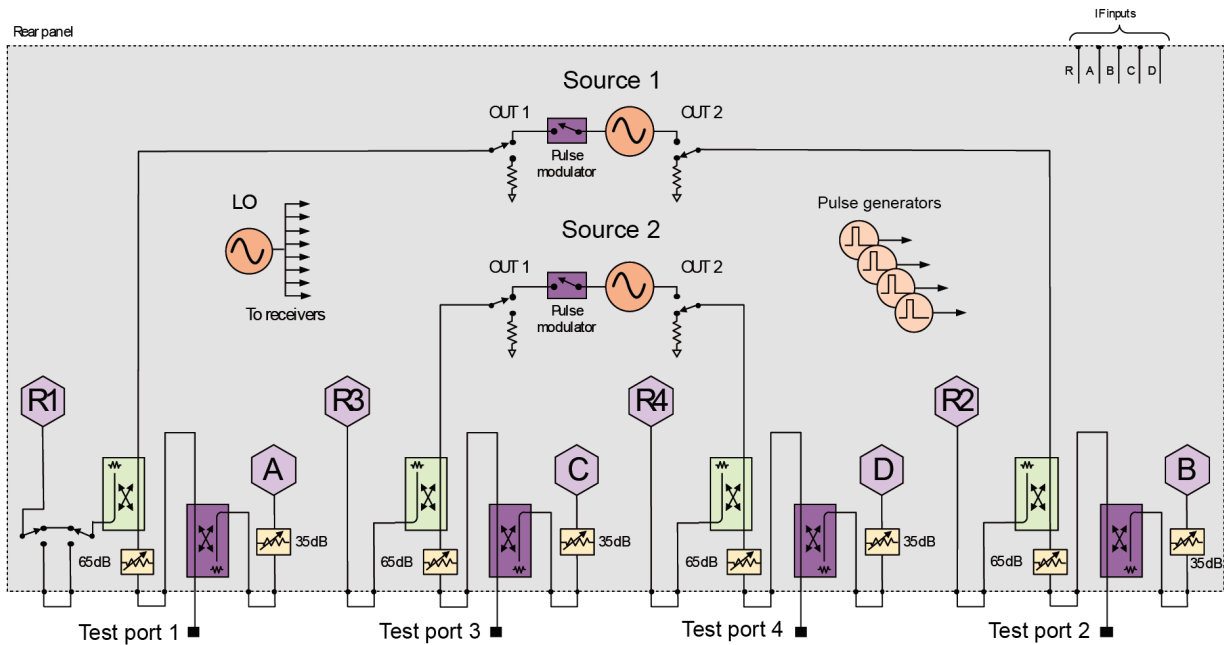 IF inputs
Rear panel
R A B C D
Source 1
OUT 1
OUT 2
Pulse
modulator
LO
To receivers
Source 2
OUT 1
OUT 2
Pulse
modulator
Pulse generators
R1
R3
R4
R2
A
C
D
B
65dB
35dB
65dB
35dB
65dB
35dB
65dB
35dB
Test port 1
Test port 3
Test port 4
Test port 2